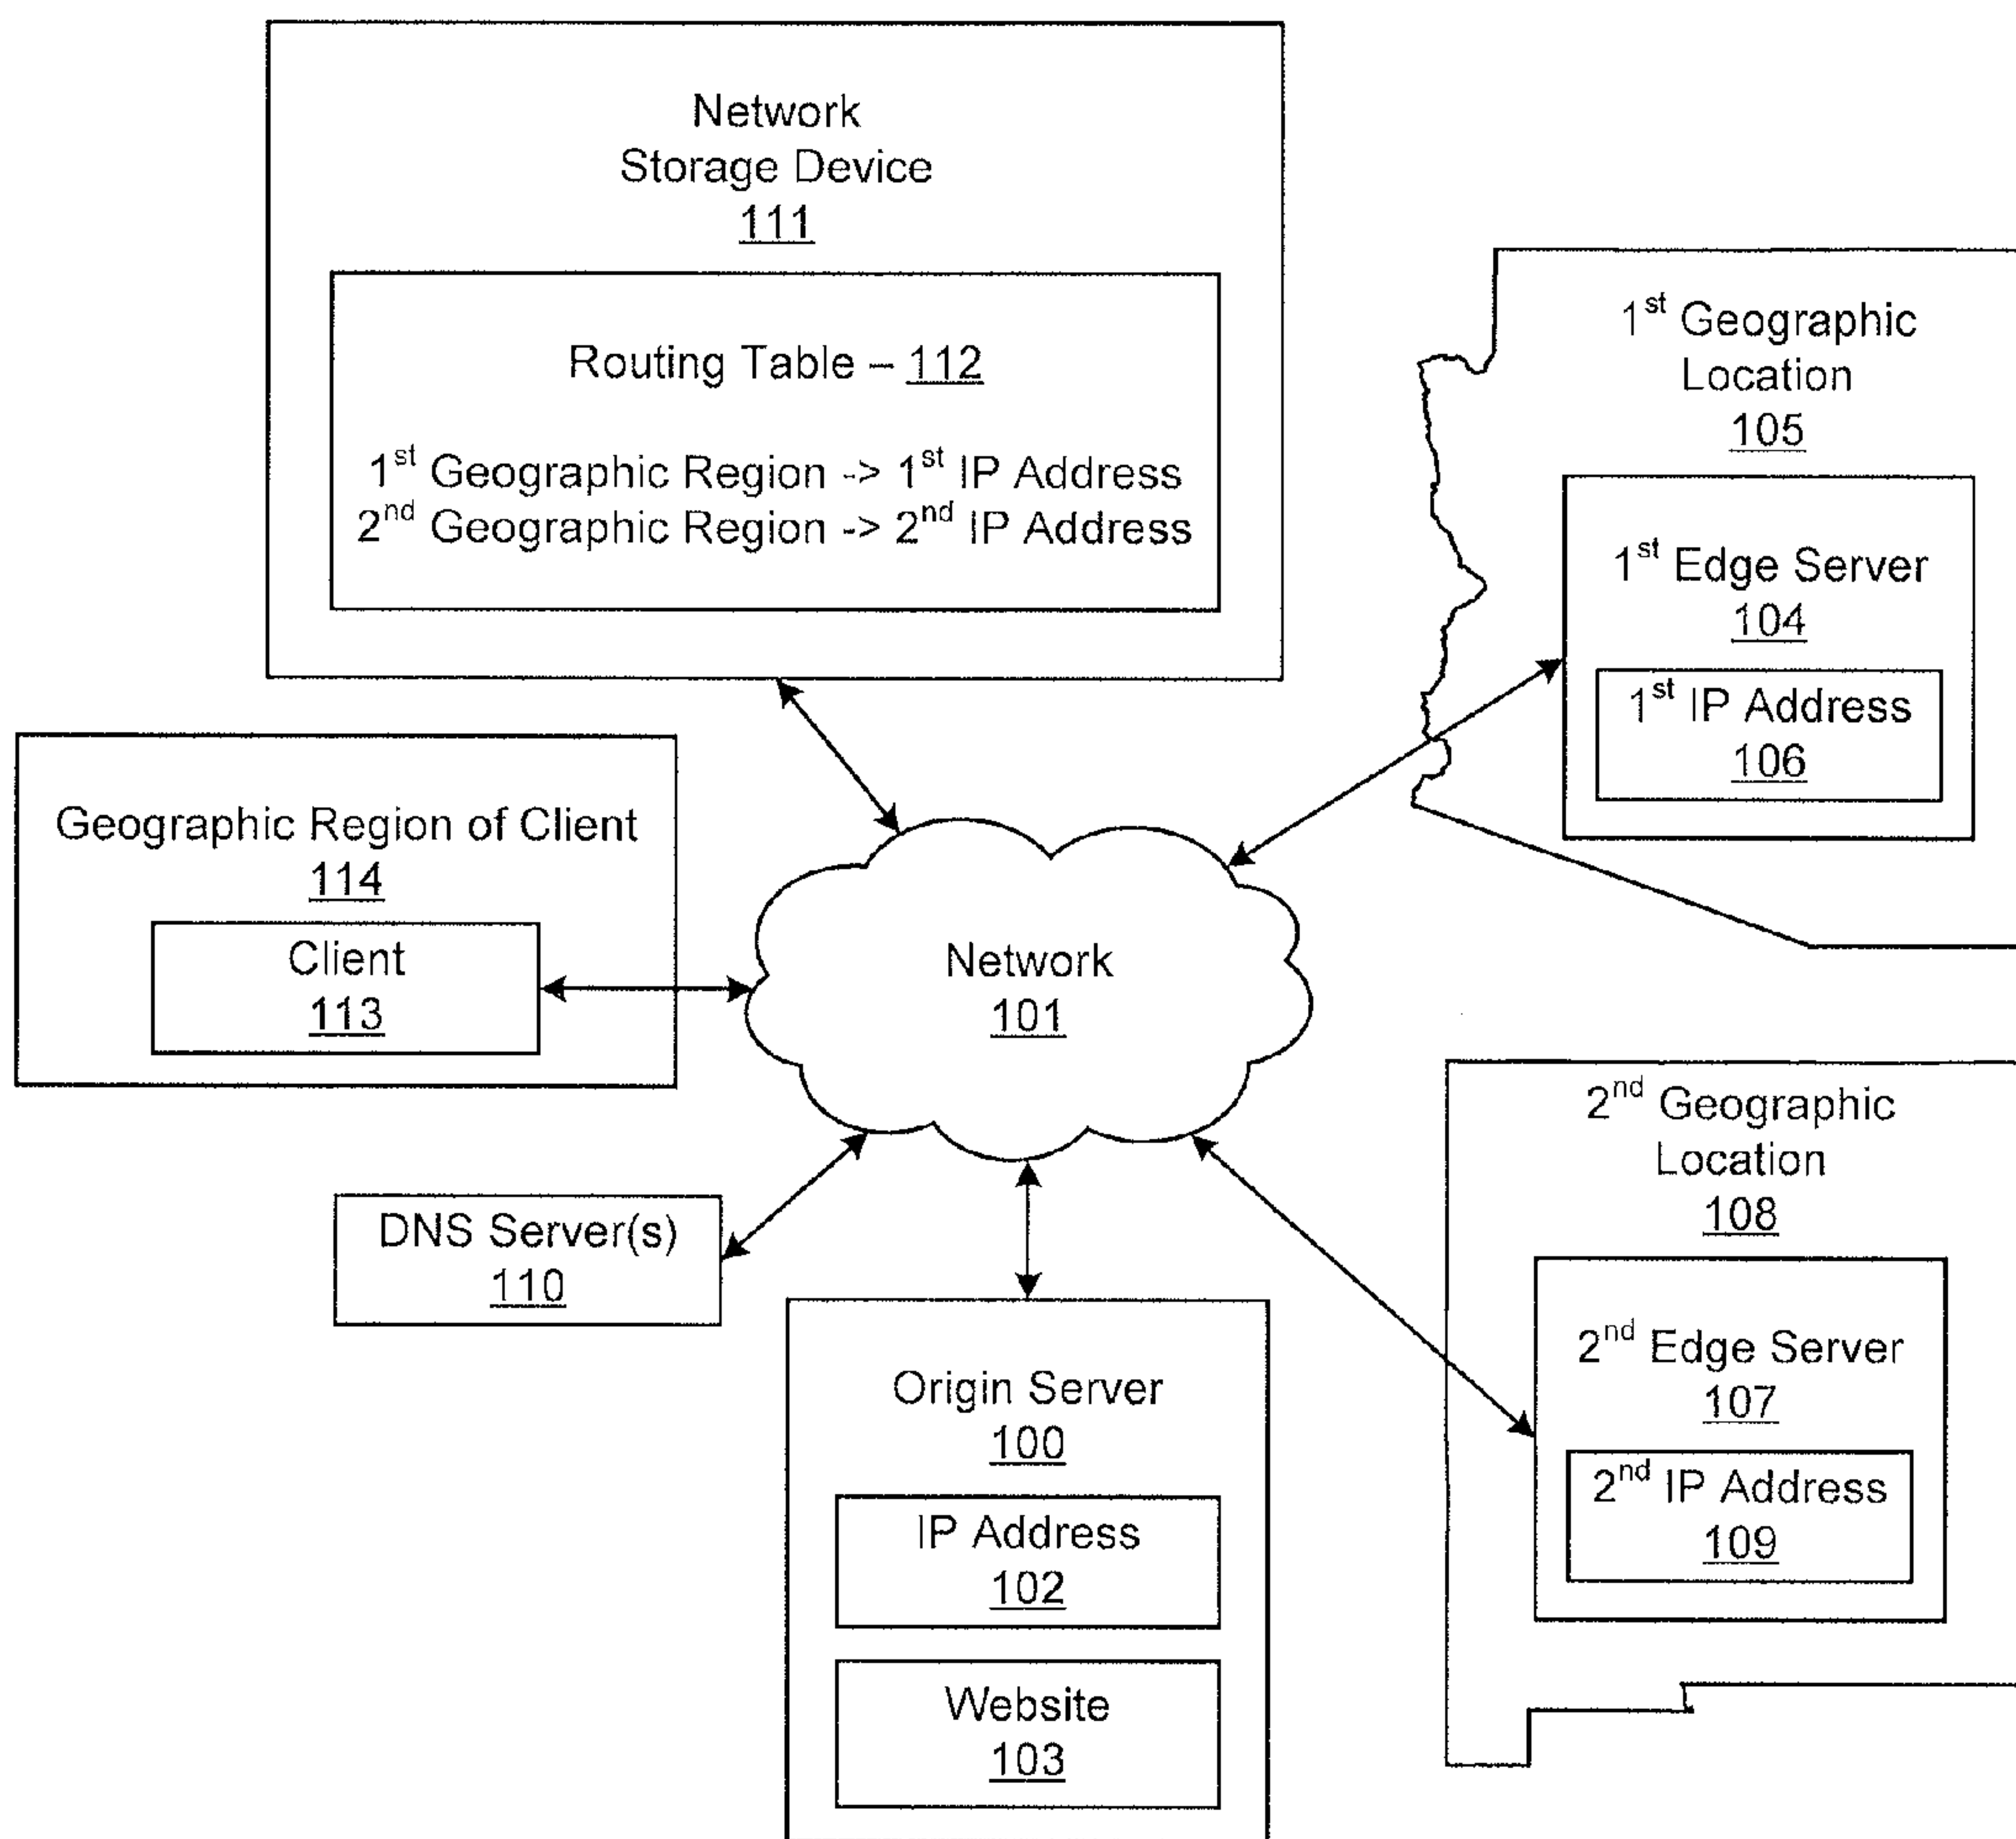 Network
Storage Device
111
Routing Table – 112
1st Geographic Region -> 1st IP Address
2nd Geographic Region -> 2nd IP Address
1st Geographic
Location
105
1st Edge Server
104
1st IP Address
106
Geographic Region of Client
114
Client
113
Network
101
2nd Geographic
Location
108
2nd Edge Server
107
2nd IP Address
109
DNS Server(s)
110
Origin Server
100
IP Address
102
Website
103